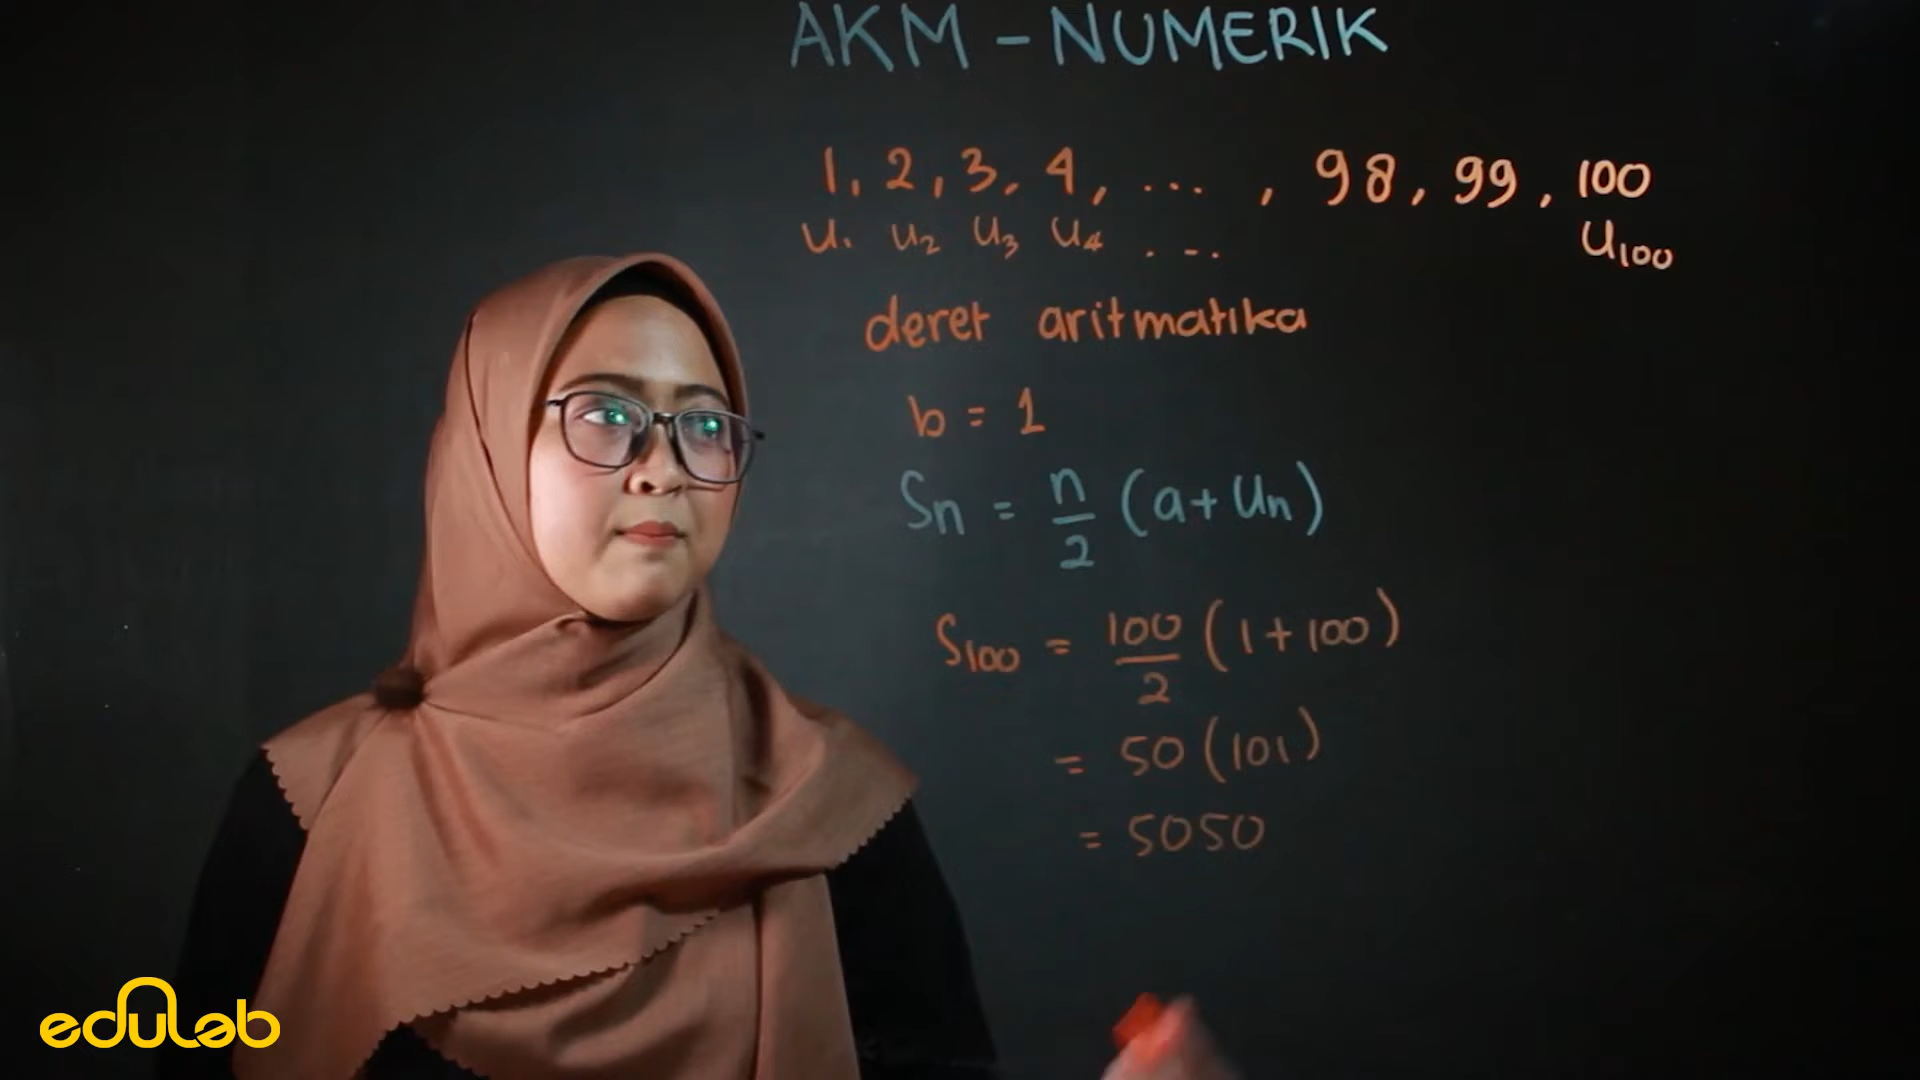 AKM - NUMERIK
1, 2, 3, 4, ... , 98, 99, 100
U1 U2 U3 U4 ... U100
deret aritmatika
b = 1
Sn = n/2 (a + Un)
S100 = 100/2 (1 + 100)
= 50 (101)
= 5050
edulab